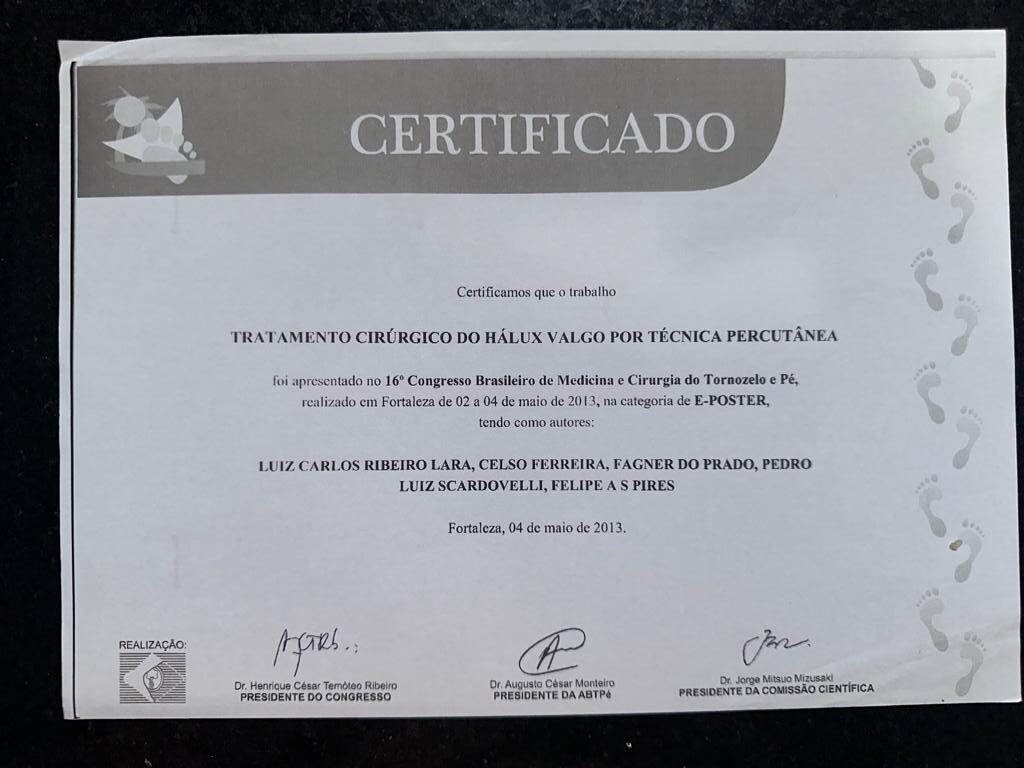 CERTIFICADO
Certificamos que o trabalho
TRATAMENTO CIRÚRGICO DO HÁLUX VALGO POR TÉCNICA PERCUTÂNEA
foi apresentado no 16º Congresso Brasileiro de Medicina e Cirurgia do Tornozelo e Pé,
realizado em Fortaleza de 02 a 04 de maio de 2013, na categoria de E-POSTER,
tendo como autores:
LUIZ CARLOS RIBEIRO LARA, CELSO FERREIRA, FAGNER DO PRADO, PEDRO
LUIZ SCARDOVELLI, FELIPE A S PIRES
Fortaleza, 04 de maio de 2013.
REALIZAÇÃO:
Dr. Henrique César Temóteo Ribeiro
PRESIDENTE DO CONGRESSO
Dr. Augusto César Monteiro
PRESIDENTE DA ABTPé
Dr. Jorge Mitsuo Mizusaki
PRESIDENTE DA COMISSÃO CIENTÍFICA